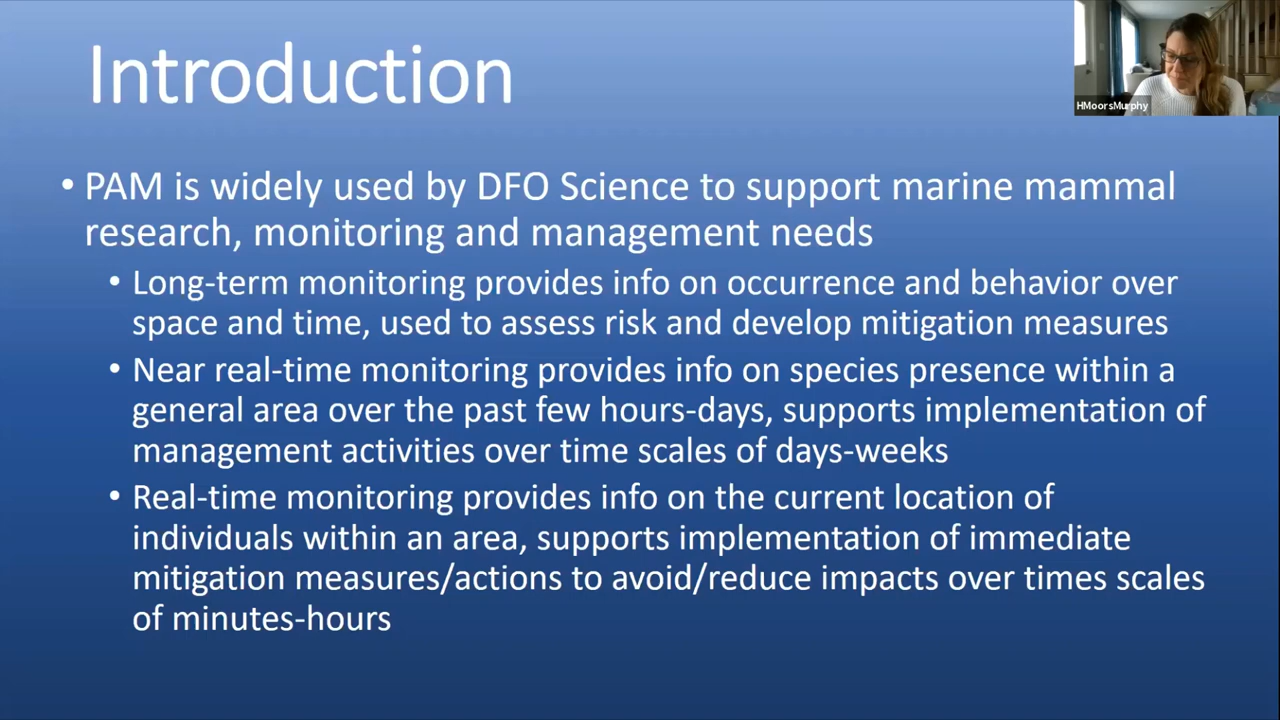 Introduction
HMoorsMurphy
• PAM is widely used by DFO Science to support marine mammal
research, monitoring and management needs
• Long-term monitoring provides info on occurrence and behavior over
space and time, used to assess risk and develop mitigation measures
• Near real-time monitoring provides info on species presence within a
general area over the past few hours-days, supports implementation of
management activities over time scales of days-weeks
• Real-time monitoring provides info on the current location of
individuals within an area, supports implementation of immediate
mitigation measures/actions to avoid/reduce impacts over times scales
of minutes-hours